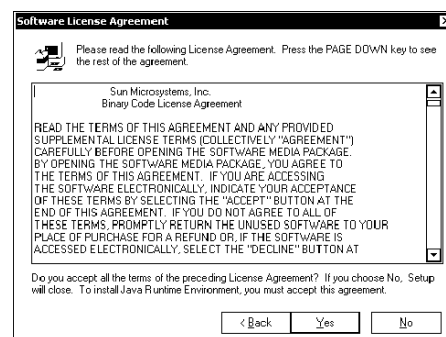 Software License Agreement
Please read the following License Agreement. Press the PAGE DOWN key to see
the rest of the agreement.
Sun Microsystems, Inc.
Binary Code License Agreement
READ THE TERMS OF THIS AGREEMENT AND ANY PROVIDED
SUPPLEMENTAL LICENSE TERMS (COLLECTIVELY "AGREEMENT")
CAREFULLY BEFORE OPENING THE SOFTWARE MEDIA PACKAGE.
BY OPENING THE SOFTWARE MEDIA PACKAGE, YOU AGREE TO
THE TERMS OF THIS AGREEMENT. IF YOU ARE ACCESSING
THE SOFTWARE ELECTRONICALLY, INDICATE YOUR ACCEPTANCE
OF THESE TERMS BY SELECTING THE "ACCEPT" BUTTON AT THE
END OF THIS AGREEMENT. IF YOU DO NOT AGREE TO ALL OF
THESE TERMS, PROMPTLY RETURN THE UNUSED SOFTWARE TO YOUR
PLACE OF PURCHASE FOR A REFUND OR, IF THE SOFTWARE IS
ACCESSED ELECTRONICALLY, SELECT THE "DECLINE" BUTTON AT
Do you accept all the terms of the preceding License Agreement? If you choose No, Setup
will close. To install Java Runtime Environment, you must accept this agreement.
< Back Yes No